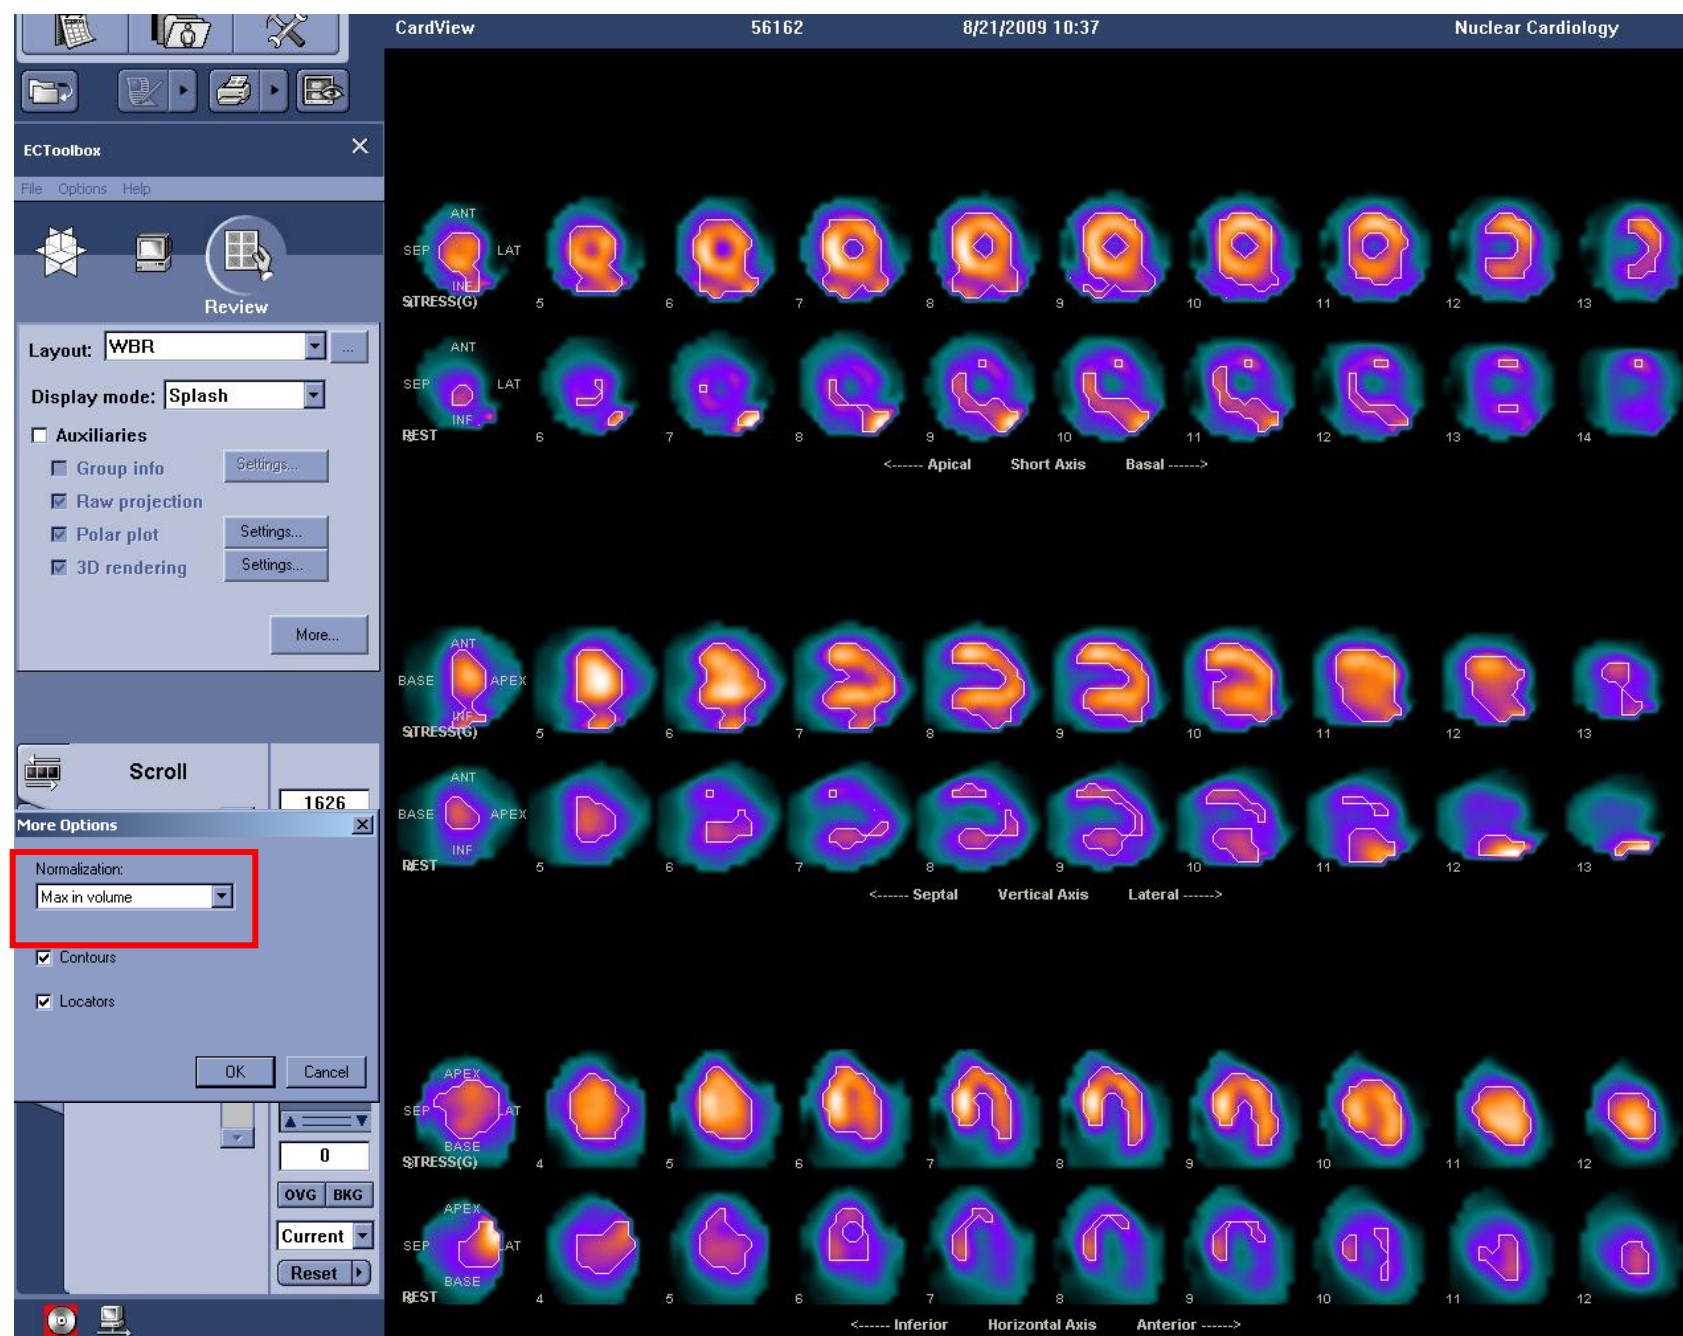 CardView 56162 8/21/2009 10:37 Nuclear Cardiology
ECToolbox
File Options Help
Review
Layout: WBR ...
Display mode: Splash
Auxiliaries
Group info Settings...
Raw projection
Polar plot Settings...
3D rendering Settings...
More...
Scroll
1626
More Options
Normalization:
Max in volume
Contours
Locators
OK Cancel
0
OVG BKG
Current
Reset
ANT
SEP LAT
INF
STRESS(G) 5 6 7 8 9 10 11 12 13
ANT
SEP LAT
INF
REST 6 7 8 9 10 11 12 13 14
<------ Apical Short Axis Basal ------>
ANT
BASE APEX
INF
STRESS(G) 5 6 7 8 9 10 11 12 13
ANT
BASE APEX
INF
REST 5 6 7 8 9 10 11 12 13
<------ Septal Vertical Axis Lateral ------>
APEX
SEP LAT
BASE
STRESS(G) 4 5 6 7 8 9 10 11 12
APEX
SEP LAT
BASE
REST 4 5 6 7 8 9 10 11 12
<------ Inferior Horizontal Axis Anterior ------>